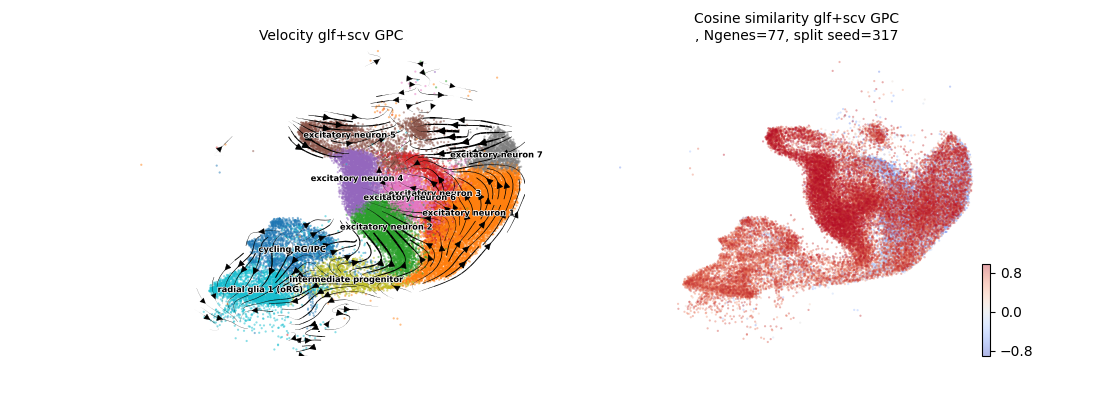 Velocity glf+scv GPC
excitatory neuron 5
excitatory neuron 7
excitatory neuron 4
excitatory neuron 3
excitatory neuron 6
excitatory neuron 1
excitatory neuron 2
cycling RG/IPC
intermediate progenitor
radial glia 1 (oRG)
Cosine similarity glf+scv GPC
, Ngenes=77, split seed=317
0.8
0.0
−0.8